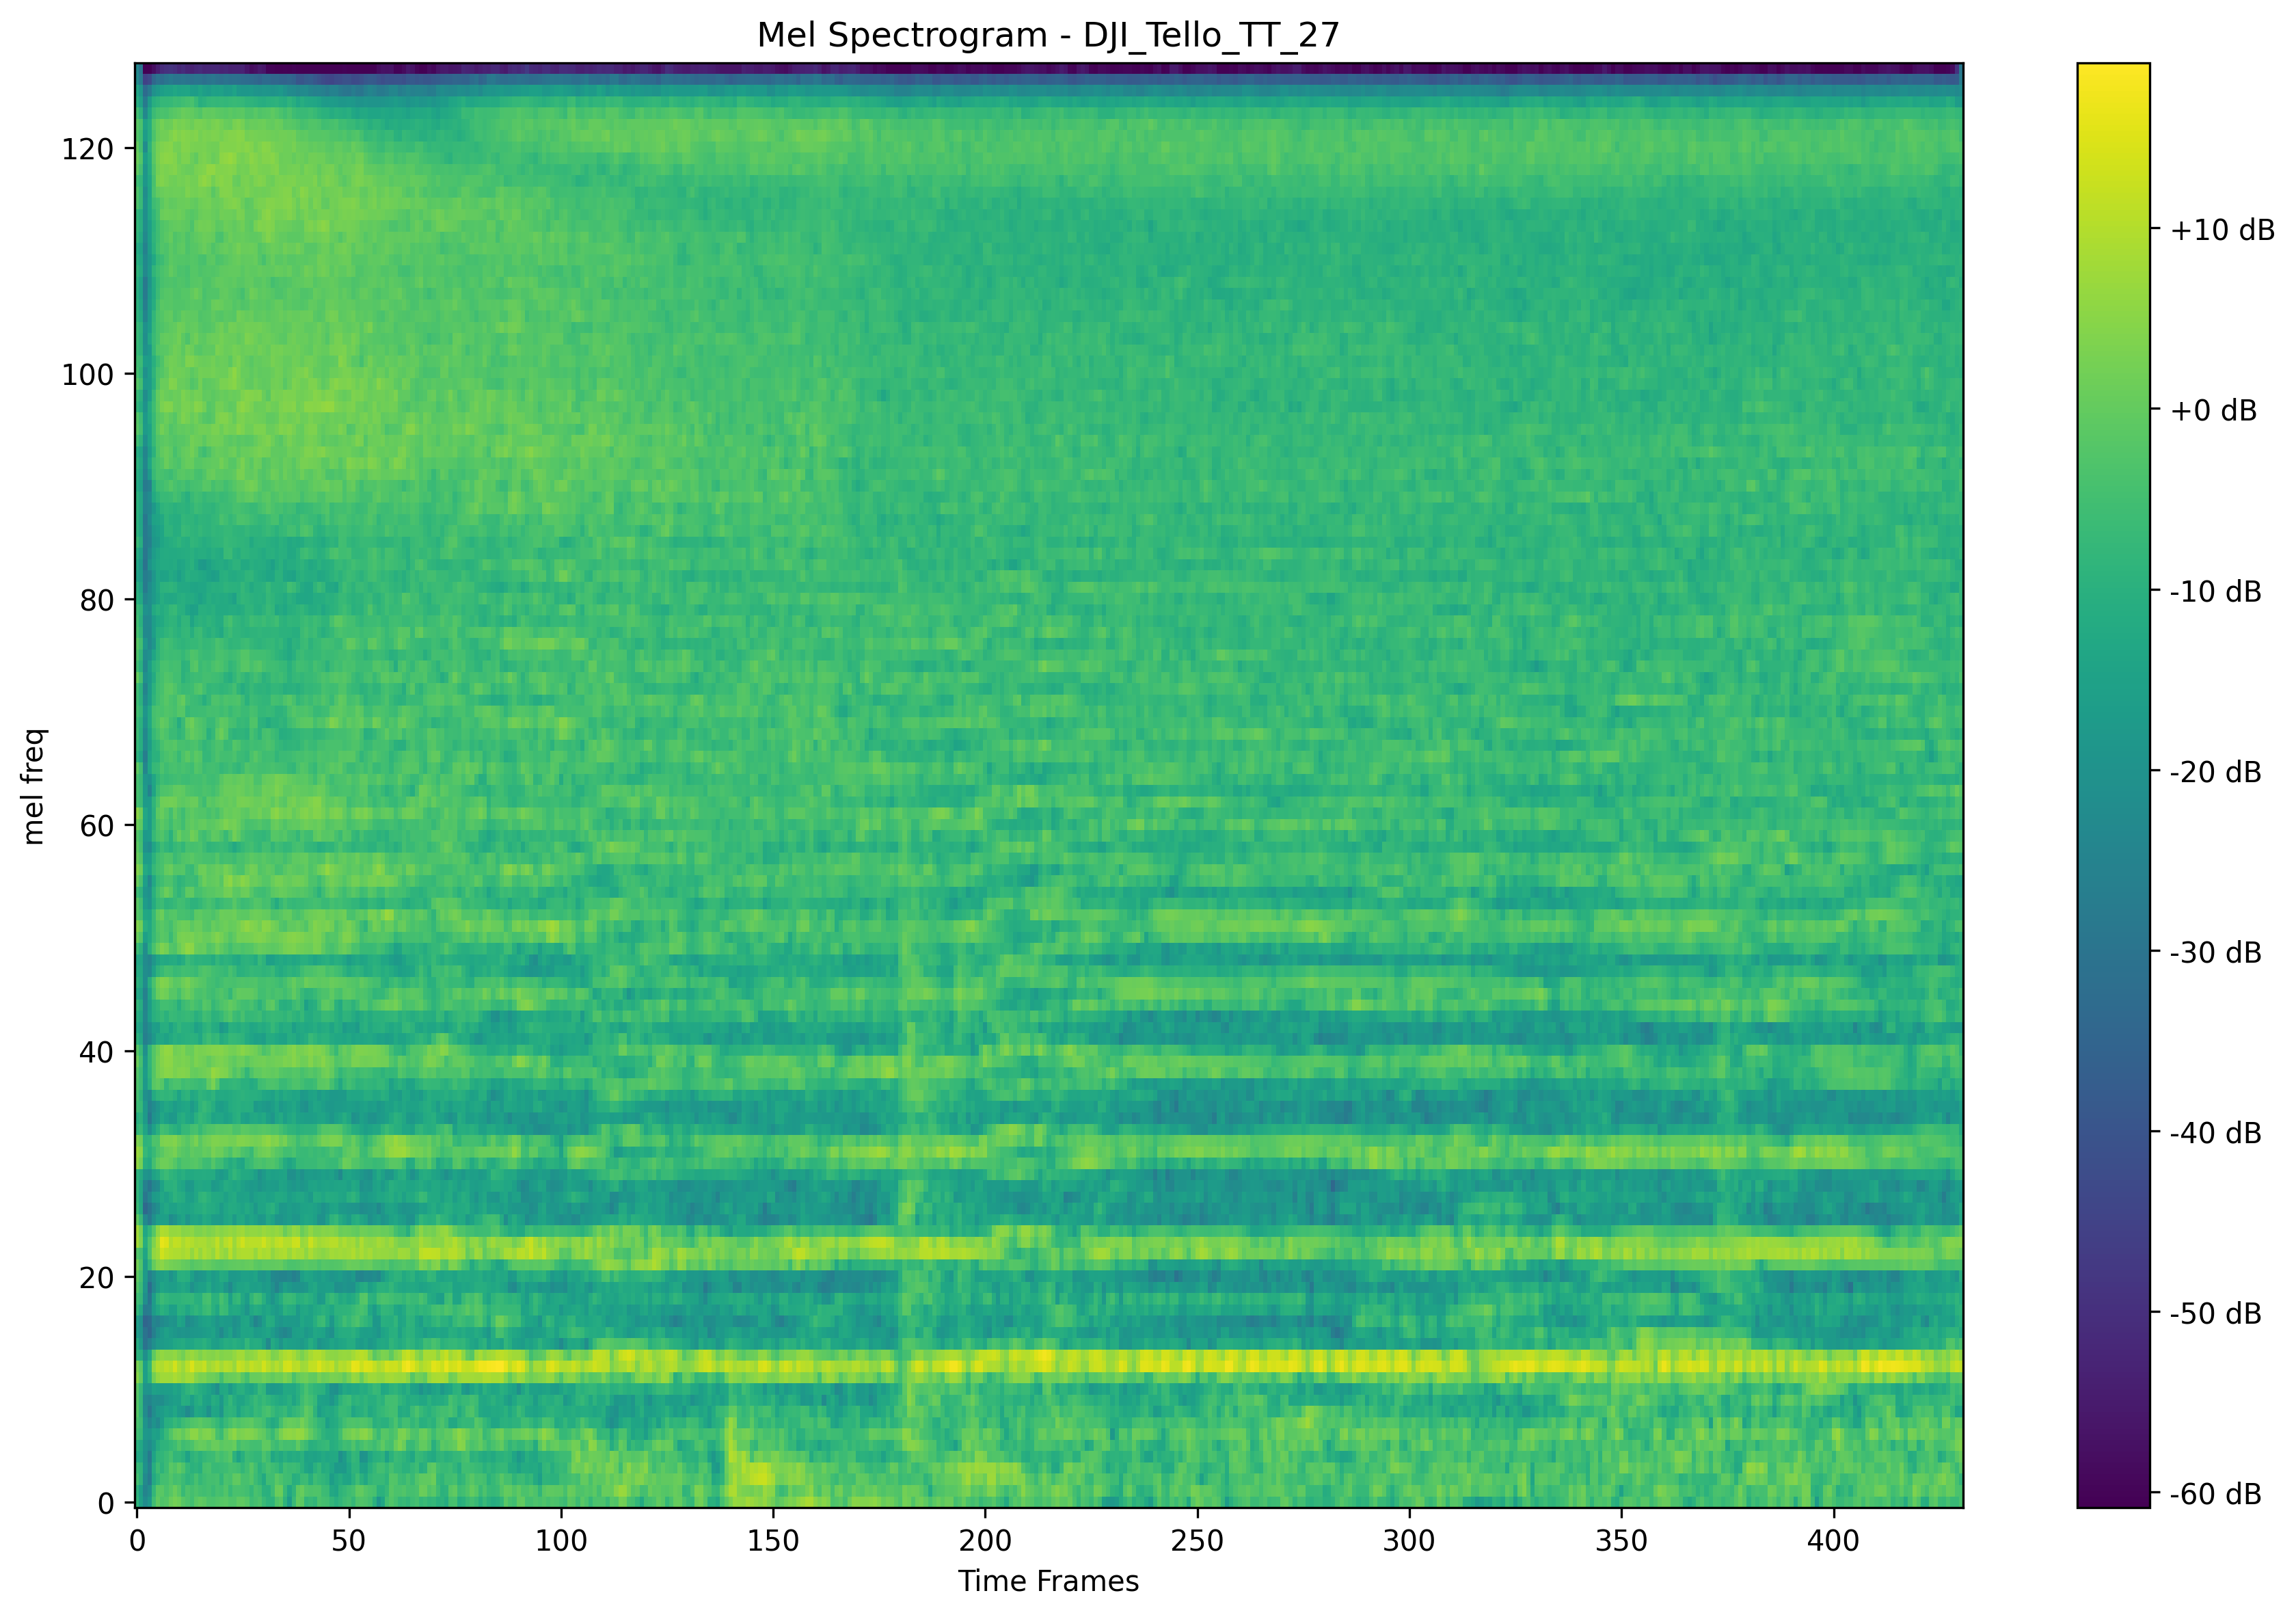 Mel Spectrogram - DJI_Tello_TT_27
120
100
80
60
40
20
0
mel freq
0 50 100 150 200 250 300 350 400
Time Frames
+10 dB
+0 dB
-10 dB
-20 dB
-30 dB
-40 dB
-50 dB
-60 dB